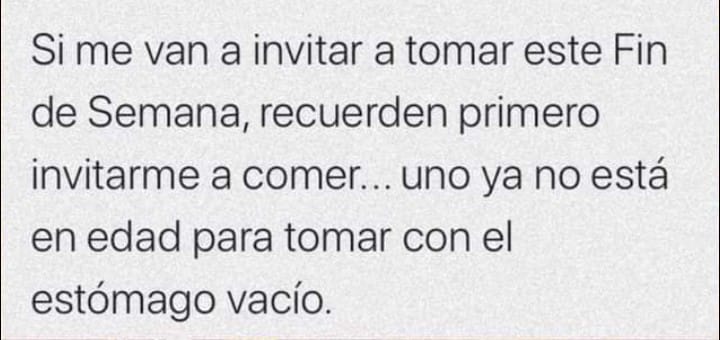 Si me van a invitar a tomar este Fin
de Semana, recuerden primero
invitarme a comer... uno ya no está
en edad para tomar con el
estómago vacío.